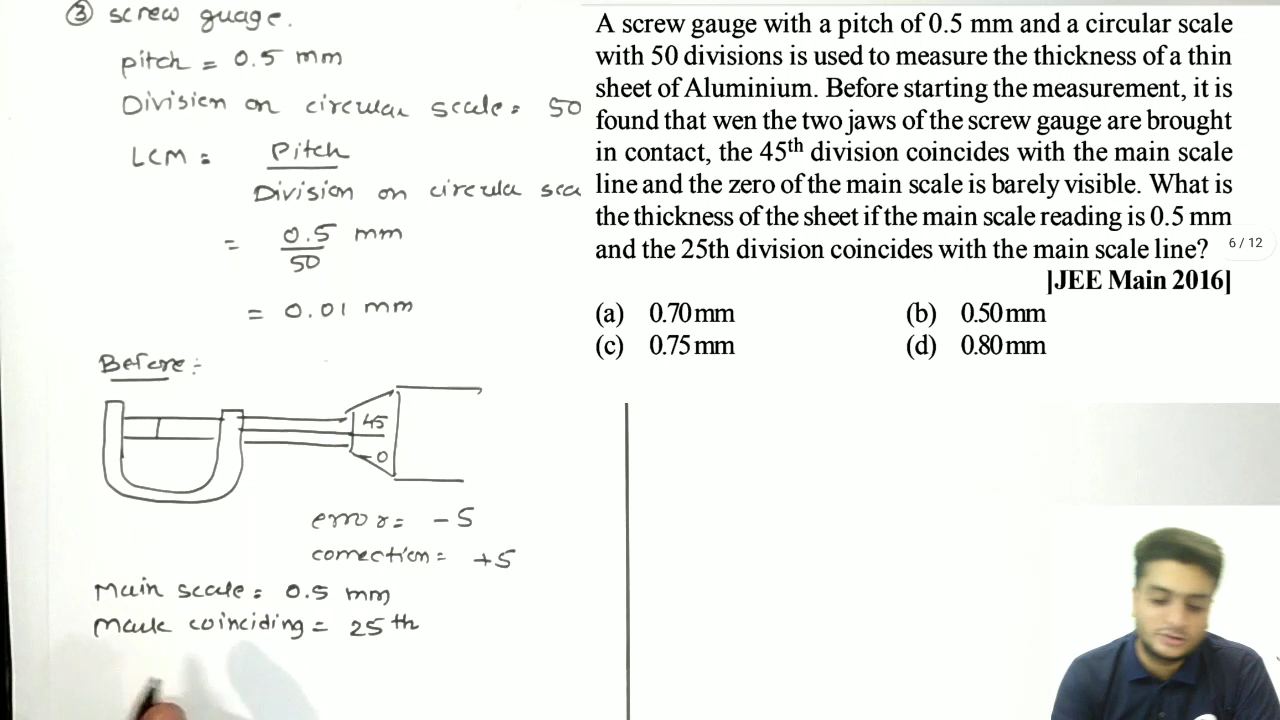 ③ screw guage.
pitch = 0.5 mm
Division on circular scale = 50
LCM = Pitch
Division on circula sca
= 0.5 mm
50
= 0.01 mm
Before :-
45
0
error = - 5
correction = +5
Main scale = 0.5 mm
Mark coinciding = 25 th
A screw gauge with a pitch of 0.5 mm and a circular scale
with 50 divisions is used to measure the thickness of a thin
sheet of Aluminium. Before starting the measurement, it is
found that wen the two jaws of the screw gauge are brought
in contact, the 45th division coincides with the main scale
line and the zero of the main scale is barely visible. What is
the thickness of the sheet if the main scale reading is 0.5 mm
and the 25th division coincides with the main scale line?
6 / 12
[JEE Main 2016]
(a) 0.70 mm (b) 0.50 mm
(c) 0.75 mm (d) 0.80 mm